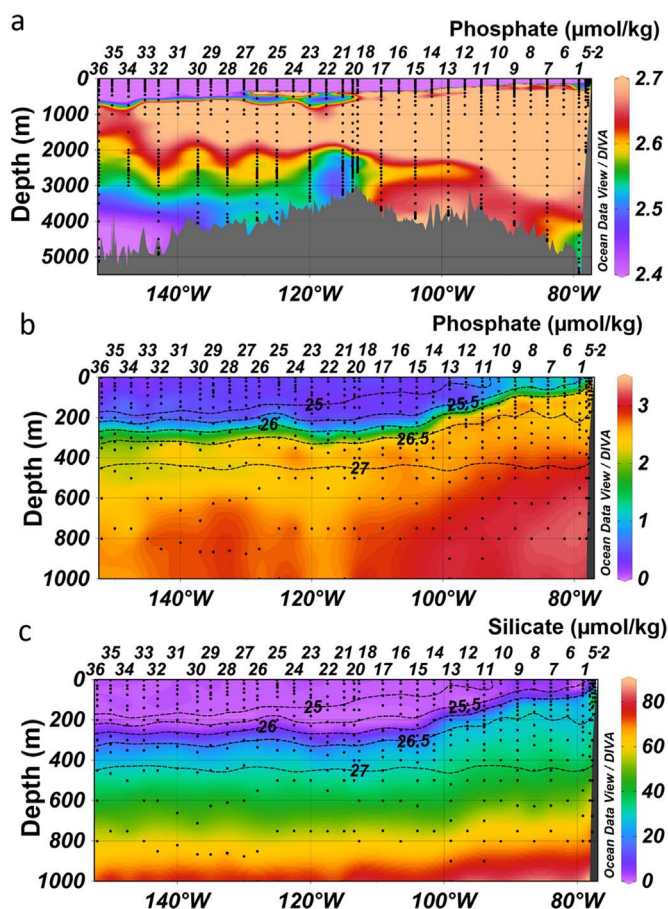 a
Phosphate (µmol/kg)
35 33 31 29 27 25 23 22 21 18 16 14 12 10 8 6 5-2
36 34 32 30 28 26 24 20 19 17 15 13 11 9 7 1
Depth (m)
0
1000
2000
3000
4000
5000
140°W 120°W 100°W 80°W
2.7
2.6
2.5
2.4
Ocean Data View / DIVA
b
Phosphate (µmol/kg)
35 33 31 29 27 25 23 22 21 18 16 14 12 10 8 6 5-2
36 34 32 30 28 26 24 20 19 17 15 13 11 9 7 1
Depth (m)
0
200
400
600
800
1000
25
25.5
26
26.5
27
140°W 120°W 100°W 80°W
3
2
1
0
Ocean Data View / DIVA
c
Silicate (µmol/kg)
35 33 31 29 27 25 23 22 21 18 16 14 12 10 8 6 5-2
36 34 32 30 28 26 24 20 19 17 15 13 11 9 7 1
Depth (m)
0
200
400
600
800
1000
25
25.5
26
26.5
27
140°W 120°W 100°W 80°W
80
60
40
20
0
Ocean Data View / DIVA